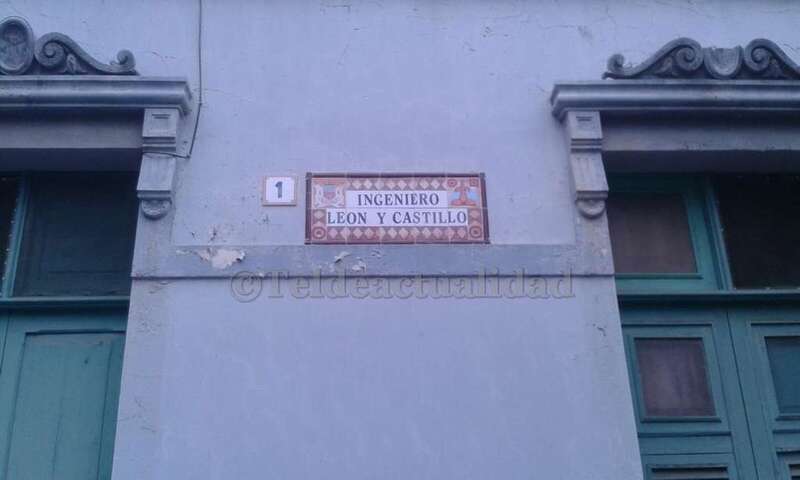 1
INGENIERO
LEON Y CASTILLO
©Teldeactualidad